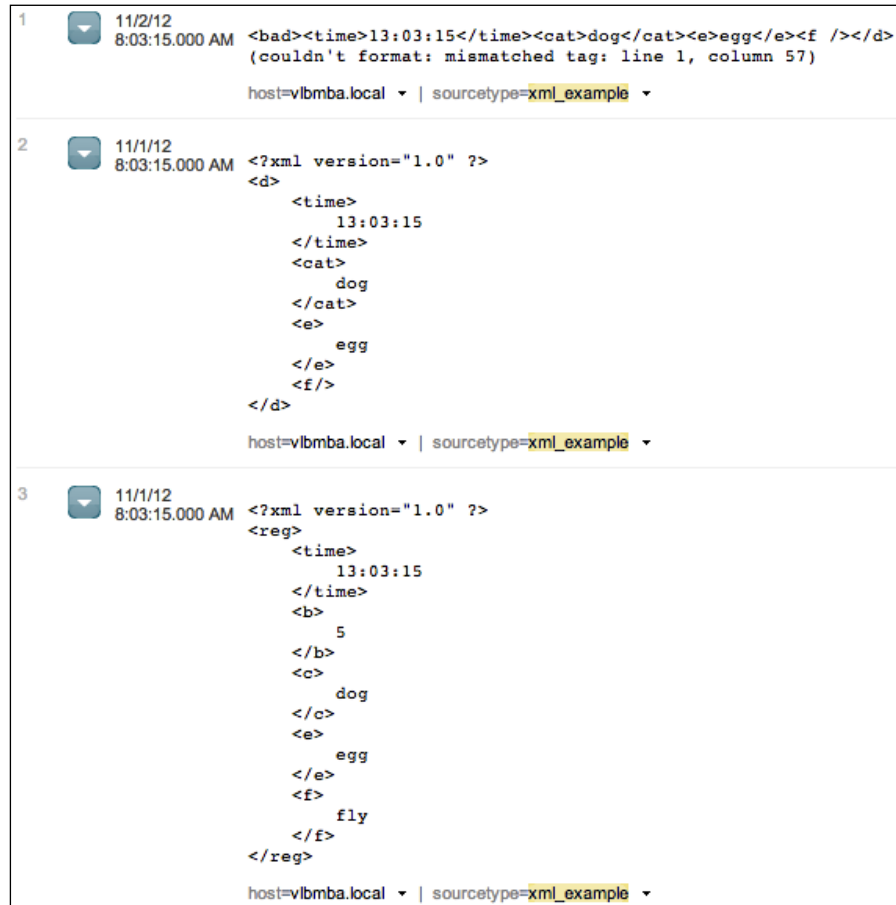 1 11/2/12
8:03:15.000 AM <bad><time>13:03:15</time><cat>dog</cat><e>egg</e><f /></d>
(couldn't format: mismatched tag: line 1, column 57)
host=vlbmba.local | sourcetype=xml_example
2 11/1/12
8:03:15.000 AM <?xml version="1.0" ?>
<d>
    <time>
        13:03:15
    </time>
    <cat>
        dog
    </cat>
    <e>
        egg
    </e>
    <f/>
</d>
host=vlbmba.local | sourcetype=xml_example
3 11/1/12
8:03:15.000 AM <?xml version="1.0" ?>
<reg>
    <time>
        13:03:15
    </time>
    <b>
        5
    </b>
    <c>
        dog
    </c>
    <e>
        egg
    </e>
    <f>
        fly
    </f>
</reg>
host=vlbmba.local | sourcetype=xml_example